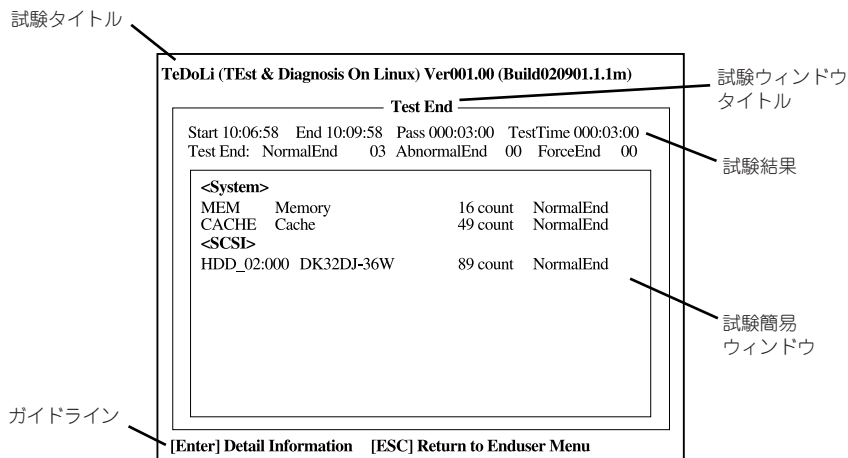 試験タイトル
TeDoLi (TEst & Diagnosis On Linux) Ver001.00 (Build020901.1.1m)
試験ウィンドウ
タイトル
Test End
Start 10:06:58 End 10:09:58 Pass 000:03:00 TestTime 000:03:00
Test End: NormalEnd 03 AbnormalEnd 00 ForceEnd 00
試験結果
<System>
MEM Memory 16 count NormalEnd
CACHE Cache 49 count NormalEnd
<SCSI>
HDD_02:000 DK32DJ-36W 89 count NormalEnd
試験簡易
ウィンドウ
ガイドライン
[Enter] Detail Information [ESC] Return to Enduser Menu